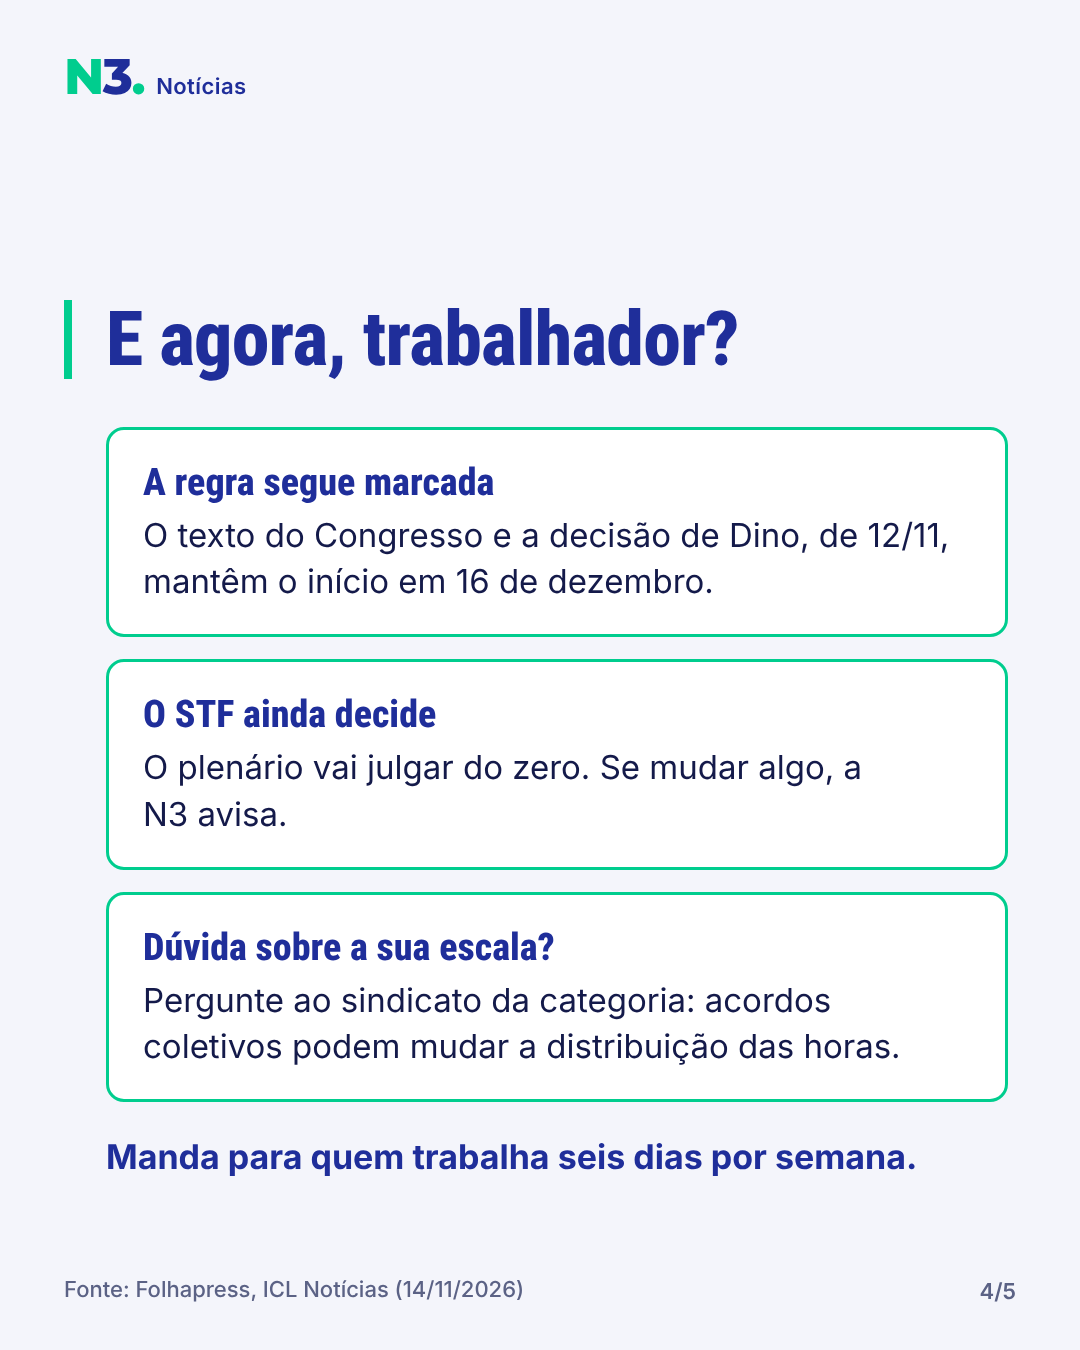 N3. Notícias
E agora, trabalhador?
A regra segue marcada
O texto do Congresso e a decisão de Dino, de 12/11,
mantêm o início em 16 de dezembro.
O STF ainda decide
O plenário vai julgar do zero. Se mudar algo, a
N3 avisa.
Dúvida sobre a sua escala?
Pergunte ao sindicato da categoria: acordos
coletivos podem mudar a distribuição das horas.
Manda para quem trabalha seis dias por semana.
Fonte: Folhapress, ICL Notícias (14/11/2026)
4/5